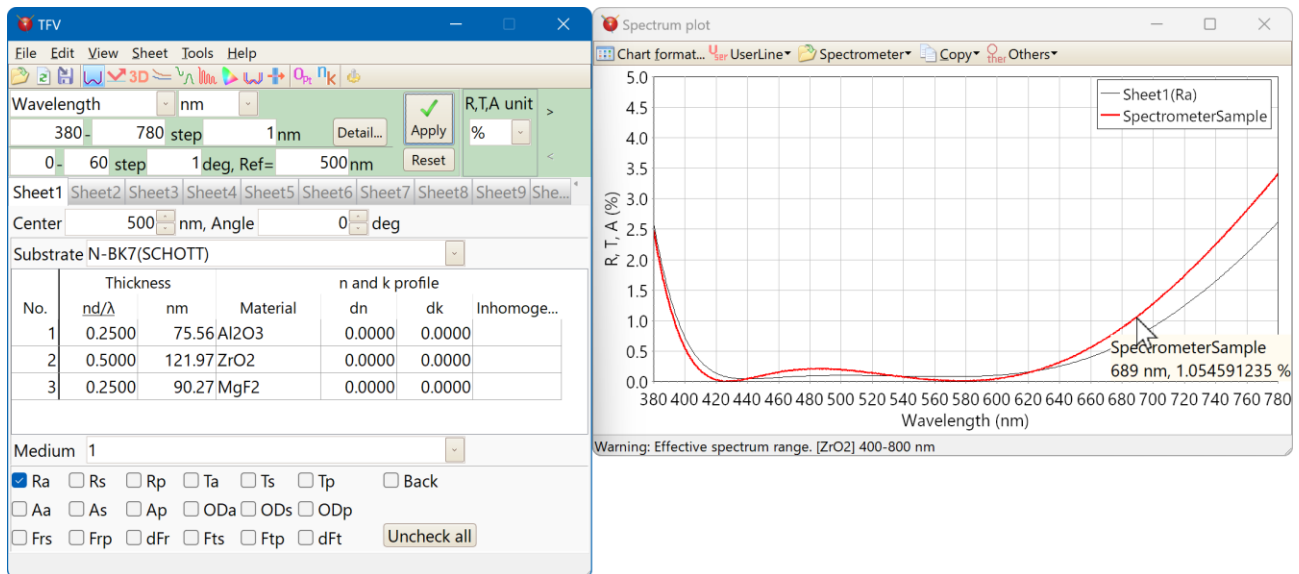 TFV
File Edit View Sheet Tools Help
3D Opt nk
Wavelength nm R,T,A unit >
380 - 780 step 1 nm Detail... Apply %
0 - 60 step 1 deg, Ref= 500 nm Reset <
Sheet1 Sheet2 Sheet3 Sheet4 Sheet5 Sheet6 Sheet7 Sheet8 Sheet9 She...
Center 500 nm, Angle 0 deg
Substrate N-BK7(SCHOTT)
Thickness n and k profile
No. nd/λ nm Material dn dk Inhomoge...
1 0.2500 75.56 Al2O3 0.0000 0.0000
2 0.5000 121.97 ZrO2 0.0000 0.0000
3 0.2500 90.27 MgF2 0.0000 0.0000
Medium 1
Ra Rs Rp Ta Ts Tp Back
Aa As Ap ODa ODs ODp
Frs Frp dFr Fts Ftp dFt Uncheck all
Spectrum plot
Chart format... User UserLine Spectrometer Copy Other Others
5.0
4.5
4.0
3.5
3.0
2.5
2.0
1.5
1.0
0.5
0.0
R, T, A (%)
Sheet1(Ra)
SpectrometerSample
SpectrometerSample
689 nm, 1.054591235 %
380 400 420 440 460 480 500 520 540 560 580 600 620 640 660 680 700 720 740 760 780
Wavelength (nm)
Warning: Effective spectrum range. [ZrO2] 400-800 nm